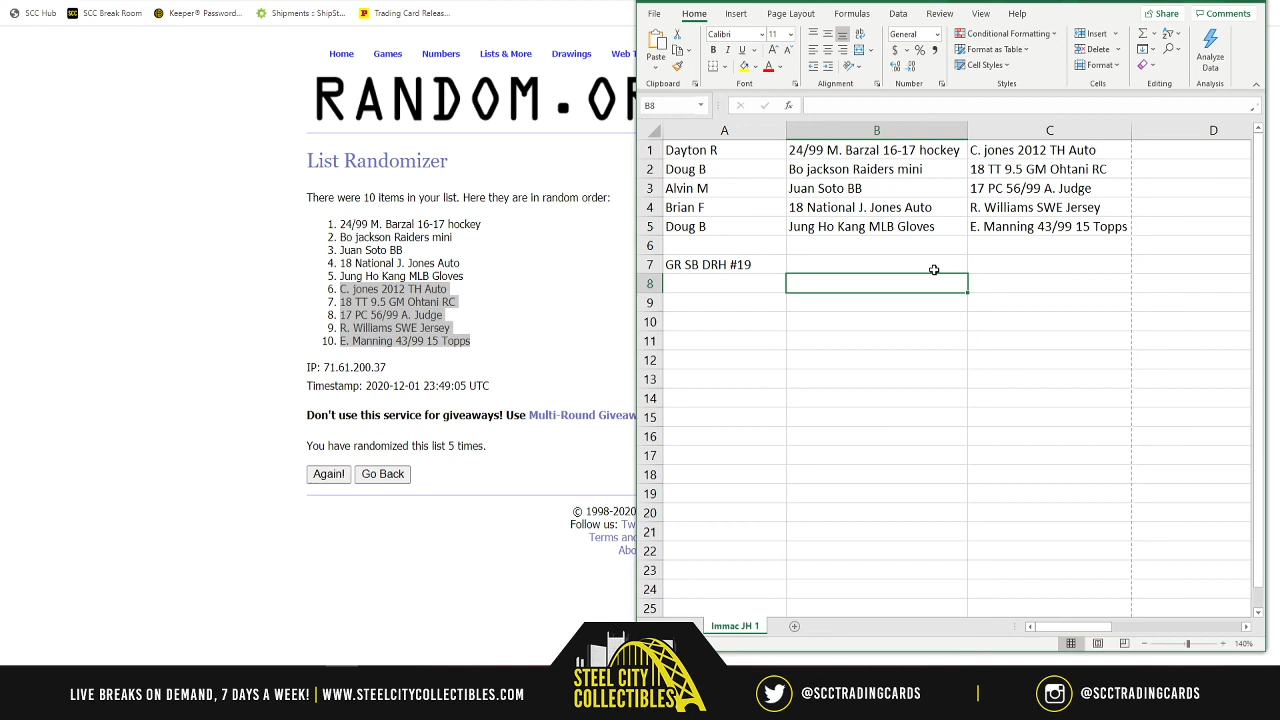 SCC Hub
SCC Break Room
Keeper® Password...
Shipments :: ShipSt...
Trading Card Releas...
Home
Games
Numbers
Lists & More
Drawings
Web T
RANDOM.OR
List Randomizer
There were 10 items in your list. Here they are in random order:
1. 24/99 M. Barzal 16-17 hockey
2. Bo jackson Raiders mini
3. Juan Soto BB
4. 18 National J. Jones Auto
5. Jung Ho Kang MLB Gloves
6. C. jones 2012 TH Auto
7. 18 TT 9.5 GM Ohtani RC
8. 17 PC 56/99 A. Judge
9. R. Williams SWE Jersey
10. E. Manning 43/99 15 Topps
IP: 71.61.200.37
Timestamp: 2020-12-01 23:49:05 UTC
Don't use this service for giveaways! Use Multi-Round Giveaw
You have randomized this list 5 times.
Again!
Go Back
© 1998-2020
Follow us: Tw
Terms and
Abo
File
Home
Insert
Page Layout
Formulas
Data
Review
View
Help
Share
Comments
Paste
Clipboard
Calibri
11
B I U
A A
Font
Alignment
General
$ % ,
Number
Conditional Formatting
Format as Table
Cell Styles
Styles
Insert
Delete
Format
Cells
Editing
Analyze
Data
Analysis
B8
fx
A B C D
1 Dayton R 24/99 M. Barzal 16-17 hockey C. jones 2012 TH Auto
2 Doug B Bo jackson Raiders mini 18 TT 9.5 GM Ohtani RC
3 Alvin M Juan Soto BB 17 PC 56/99 A. Judge
4 Brian F 18 National J. Jones Auto R. Williams SWE Jersey
5 Doug B Jung Ho Kang MLB Gloves E. Manning 43/99 15 Topps
6
7 GR SB DRH #19
8
9
10
11
12
13
14
15
16
17
18
19
20
21
22
23
24
25
Immac JH 1
140%
LIVE BREAKS ON DEMAND, 7 DAYS A WEEK! | WWW.STEELCITYCOLLECTIBLES.COM
STEEL CITY
COLLECTIBLES
@SCCTRADINGCARDS
@SCCTRADINGCARDS